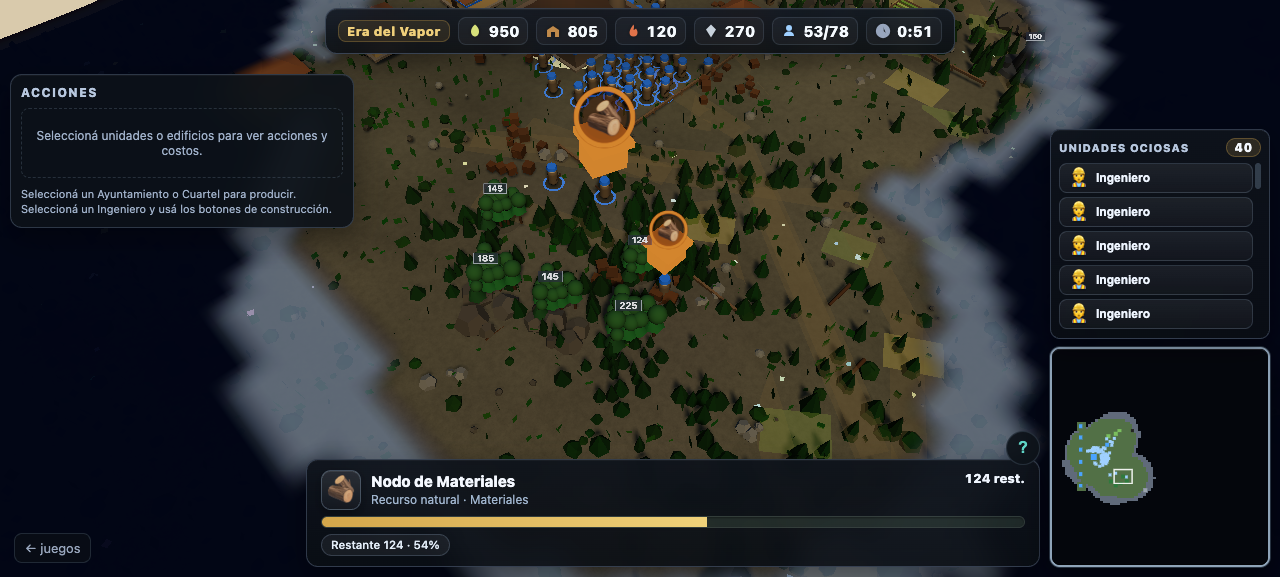 Era del Vapor 950 805 120 270 53/78 0:51
150
ACCIONES
Seleccioná unidades o edificios para ver acciones y
costos.
Seleccioná un Ayuntamiento o Cuartel para producir.
Seleccioná un Ingeniero y usá los botones de construcción.
UNIDADES OCIOSAS 40
Ingeniero
Ingeniero
Ingeniero
Ingeniero
Ingeniero
145
124
185
145
225
?
Nodo de Materiales
124 rest.
Recurso natural · Materiales
Restante 124 · 54%
← juegos